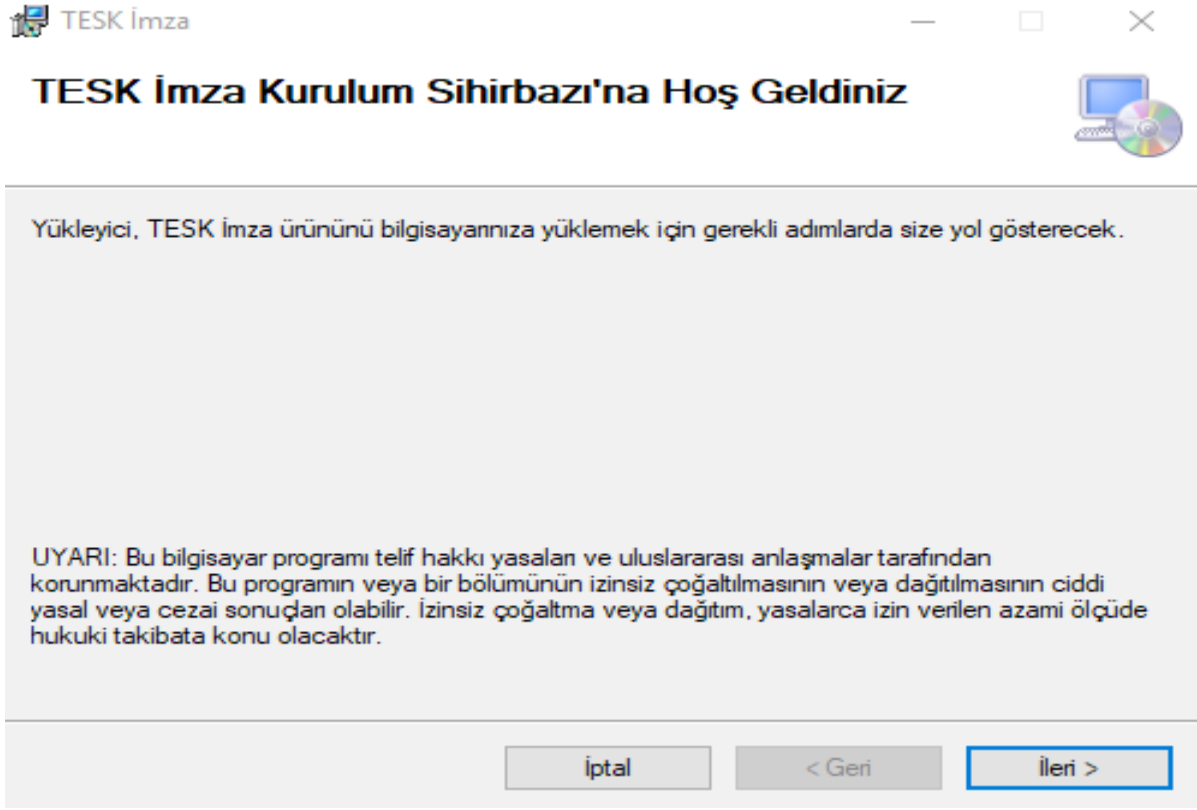 TESK İmza
TESK İmza Kurulum Sihirbazı'na Hoş Geldiniz
Yükleyici, TESK İmza ürününü bilgisayarınıza yüklemek için gerekli adımlarda size yol gösterecek.
UYARI: Bu bilgisayar programı telif hakkı yasaları ve uluslararası anlaşmalar tarafından
korunmaktadır. Bu programın veya bir bölümünün izinsiz çoğaltılmasının veya dağıtılmasının ciddi
yasal veya cezai sonuçları olabilir. İzinsiz çoğaltma veya dağıtım, yasalarca izin verilen azami ölçüde
hukuki takibata konu olacaktır.
İptal
< Geri
İleri >